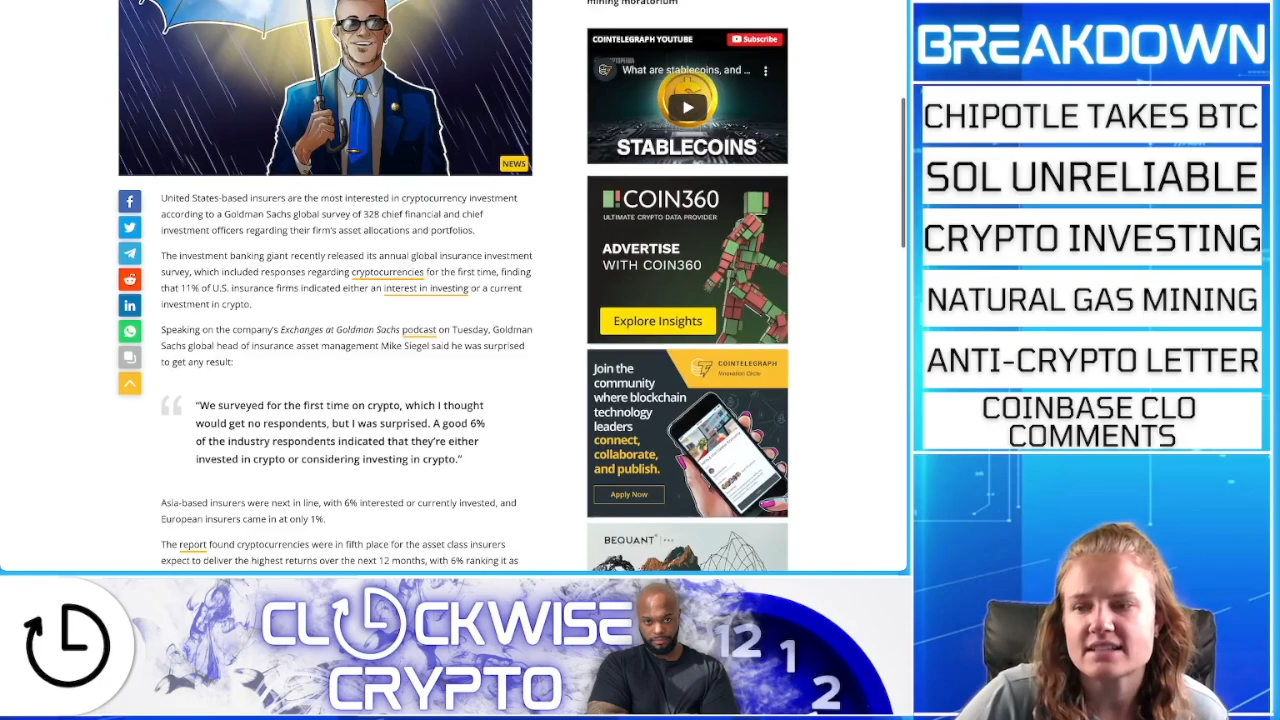 mining moratorium
NEWS
United States-based insurers are the most interested in cryptocurrency investment
according to a Goldman Sachs global survey of 328 chief financial and chief
investment officers regarding their firm's asset allocations and portfolios.
The investment banking giant recently released its annual global insurance investment
survey, which included responses regarding cryptocurrencies for the first time, finding
that 11% of U.S. insurance firms indicated either an interest in investing or a current
investment in crypto.
Speaking on the company's Exchanges at Goldman Sachs podcast on Tuesday, Goldman
Sachs global head of insurance asset management Mike Siegel said he was surprised
to get any result:
“We surveyed for the first time on crypto, which I thought
would get no respondents, but I was surprised. A good 6%
of the industry respondents indicated that they're either
invested in crypto or considering investing in crypto.”
Asia-based insurers were next in line, with 6% interested or currently invested, and
European insurers came in at only 1%.
The report found cryptocurrencies were in fifth place for the asset class insurers
expect to deliver the highest returns over the next 12 months, with 6% ranking it as
COINTELEGRAPH YOUTUBE
Subscribe
What are stablecoins, and ...
STABLECOINS
COIN360
ULTIMATE CRYPTO DATA PROVIDER
ADVERTISE
WITH COIN360
Explore Insights
COINTELEGRAPH
Innovation Circle
Join the
community
where blockchain
technology
leaders
connect,
collaborate,
and publish.
Apply Now
BEQUANT
BREAKDOWN
CHIPOTLE TAKES BTC
SOL UNRELIABLE
CRYPTO INVESTING
NATURAL GAS MINING
ANTI-CRYPTO LETTER
COINBASE CLO
COMMENTS
CLOCKWISE
CRYPTO
12
1
2